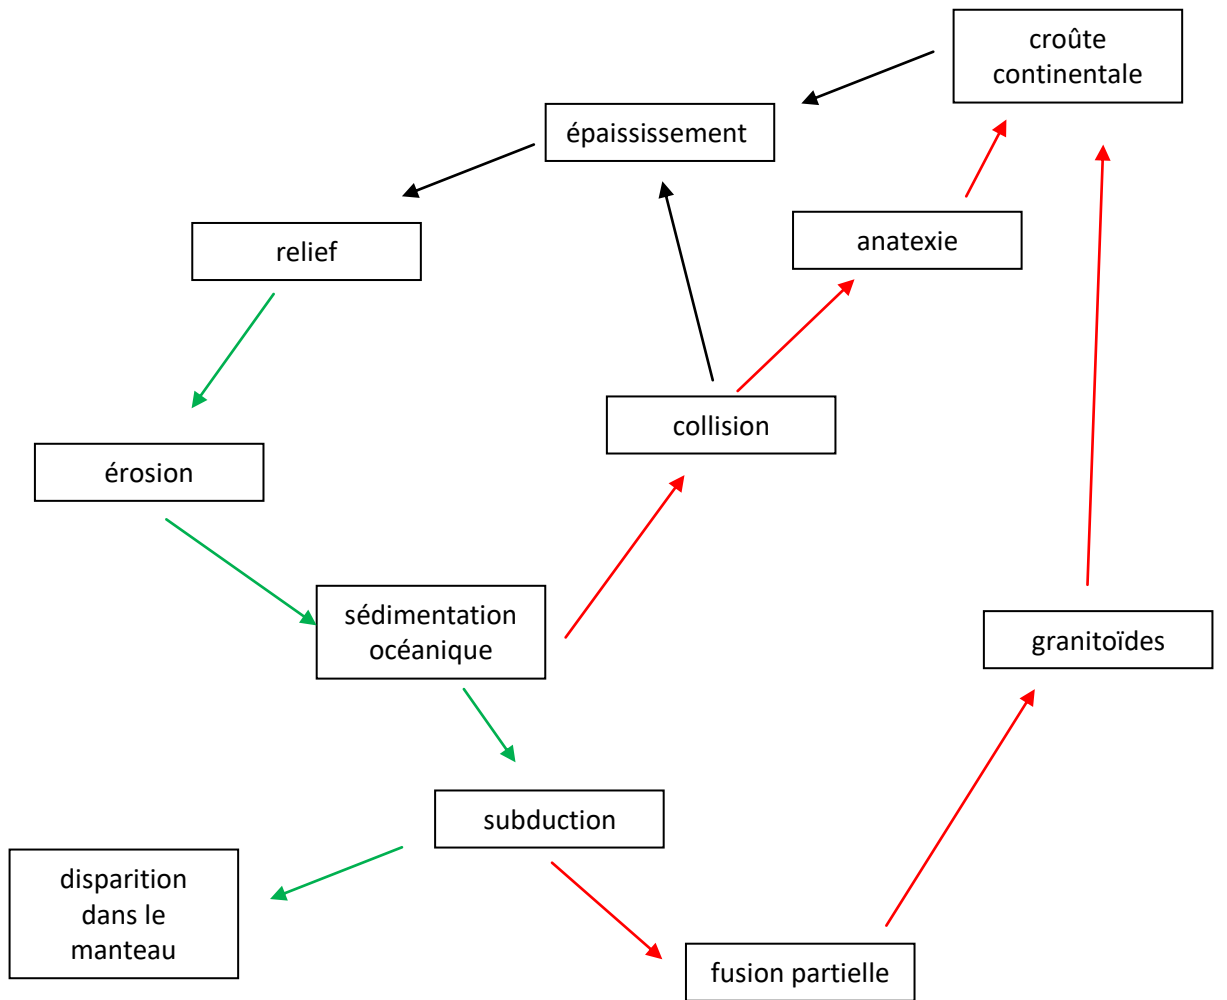 croûte
continentale
épaississement
relief
anatexie
collision
érosion
sédimentation
océanique
granitoïdes
subduction
disparition
dans le
manteau
fusion partielle